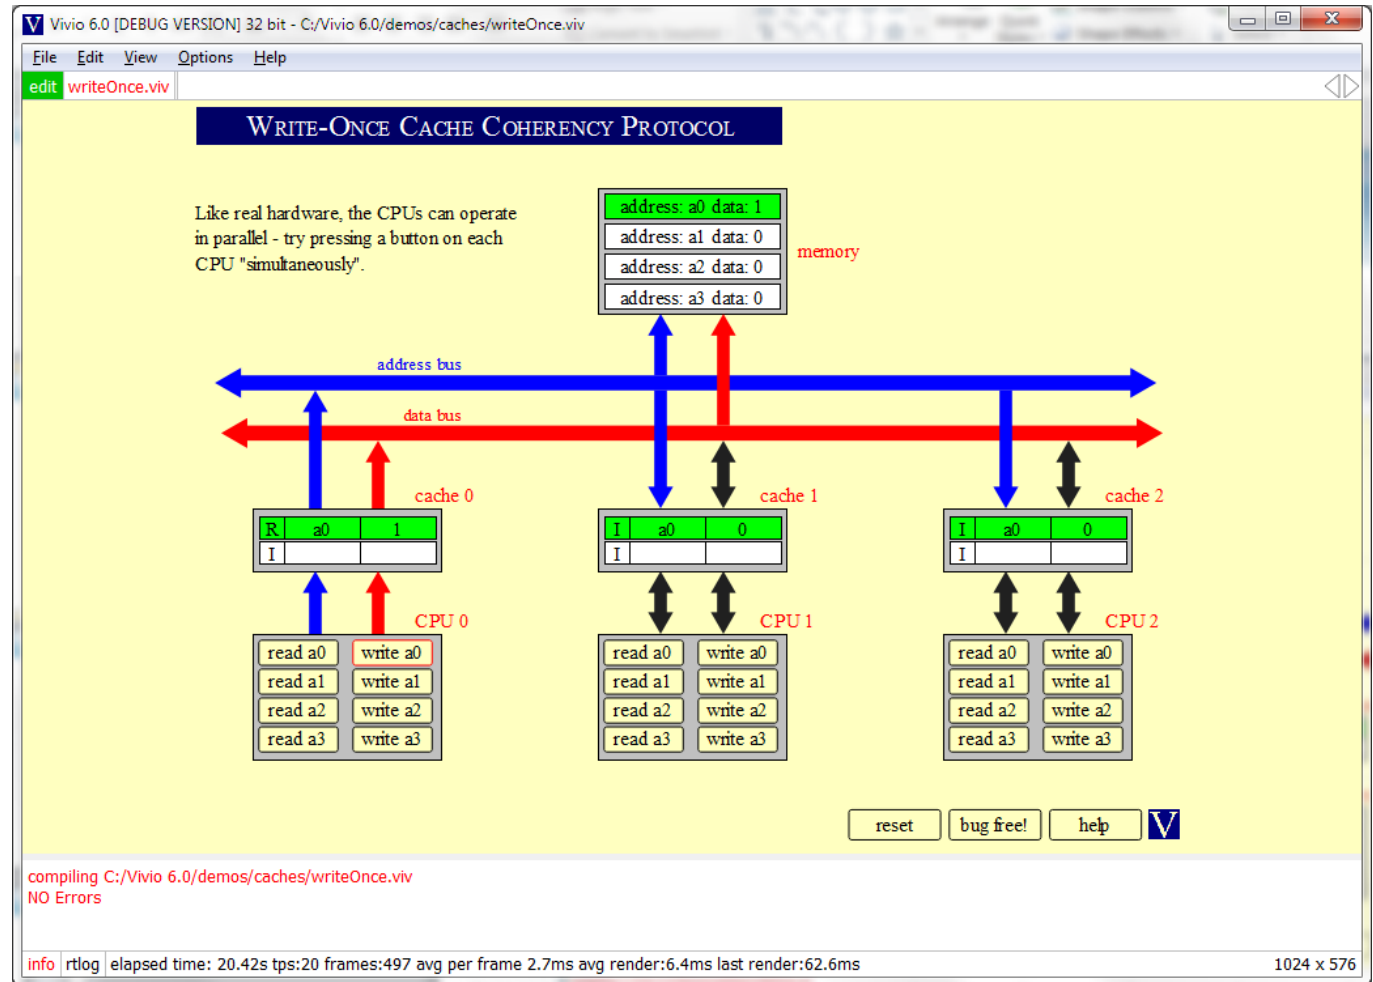 V Vivio 6.0 [DEBUG VERSION] 32 bit - C:/Vivio 6.0/demos/caches/writeOnce.viv
File Edit View Options Help
edit writeOnce.viv
WRITE-ONCE CACHE COHERENCY PROTOCOL
Like real hardware, the CPUs can operate
in parallel - try pressing a button on each
CPU "simultaneously".
address: a0 data: 1
address: a1 data: 0
address: a2 data: 0
address: a3 data: 0
memory
address bus
data bus
cache 0
R a0 1
I
CPU 0
read a0 write a0
read a1 write a1
read a2 write a2
read a3 write a3
cache 1
I a0 0
I
CPU 1
read a0 write a0
read a1 write a1
read a2 write a2
read a3 write a3
cache 2
I a0 0
I
CPU 2
read a0 write a0
read a1 write a1
read a2 write a2
read a3 write a3
reset bug free! help V
compiling C:/Vivio 6.0/demos/caches/writeOnce.viv
NO Errors
info rtlog elapsed time: 20.42s tps:20 frames:497 avg per frame 2.7ms avg render:6.4ms last render:62.6ms 1024 x 576